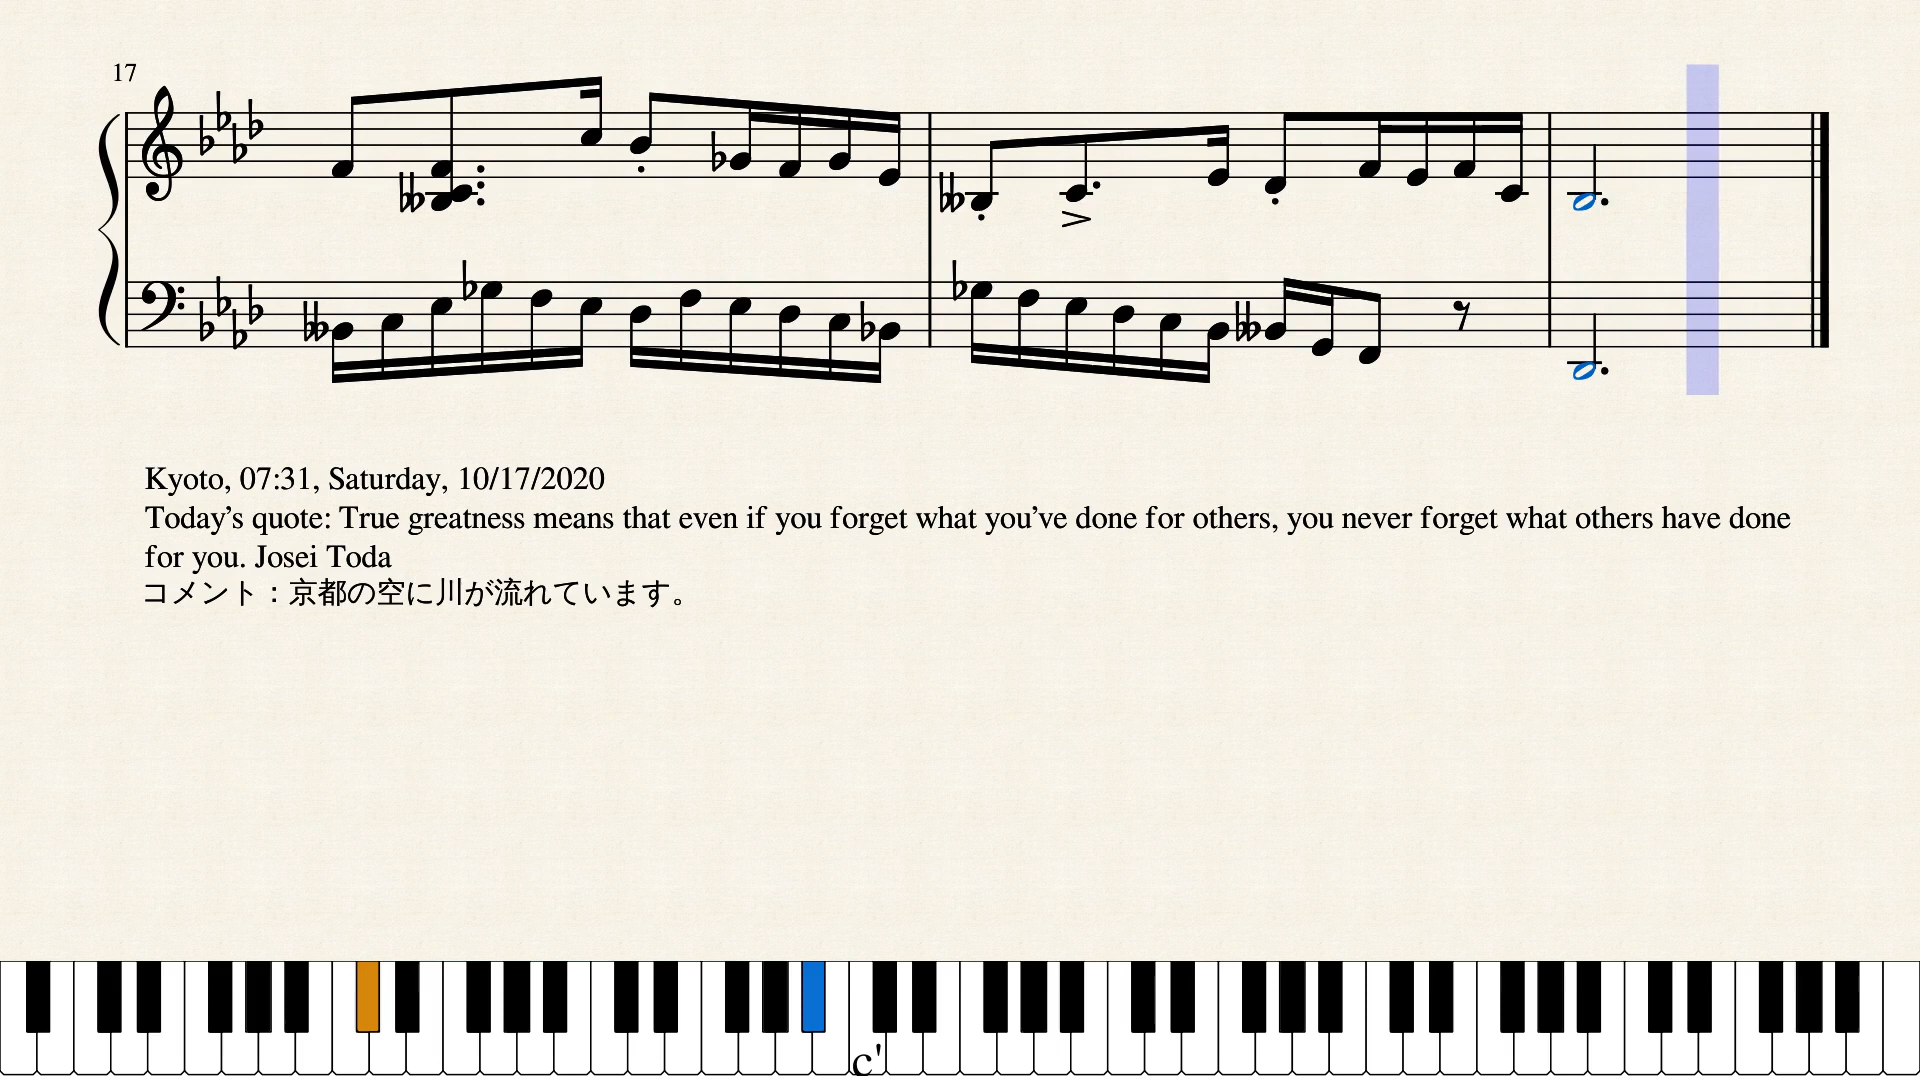 17
Kyoto, 07:31, Saturday, 10/17/2020
Today’s quote: True greatness means that even if you forget what you’ve done for others, you never forget what others have done
for you. Josei Toda
コメント：京都の空に川が流れています。
c'